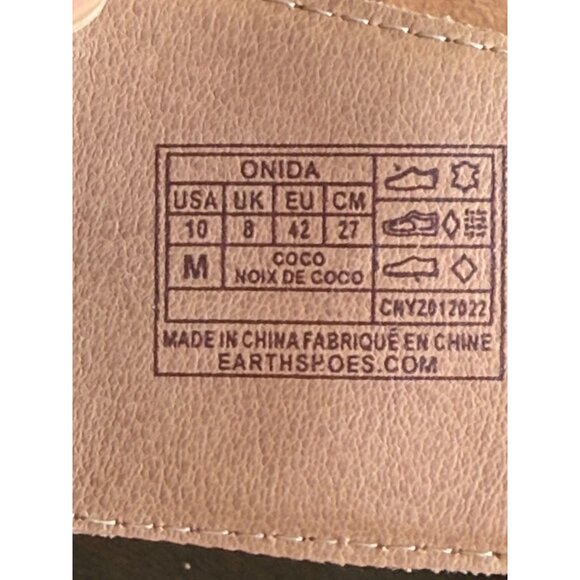 ONIDA
USA UK EU CM
10 8 42 27
M COCO
NOIX DE COCO
CNY2012022
MADE IN CHINA FABRIQUÉ EN CHINE
EARTHSHOES.COM